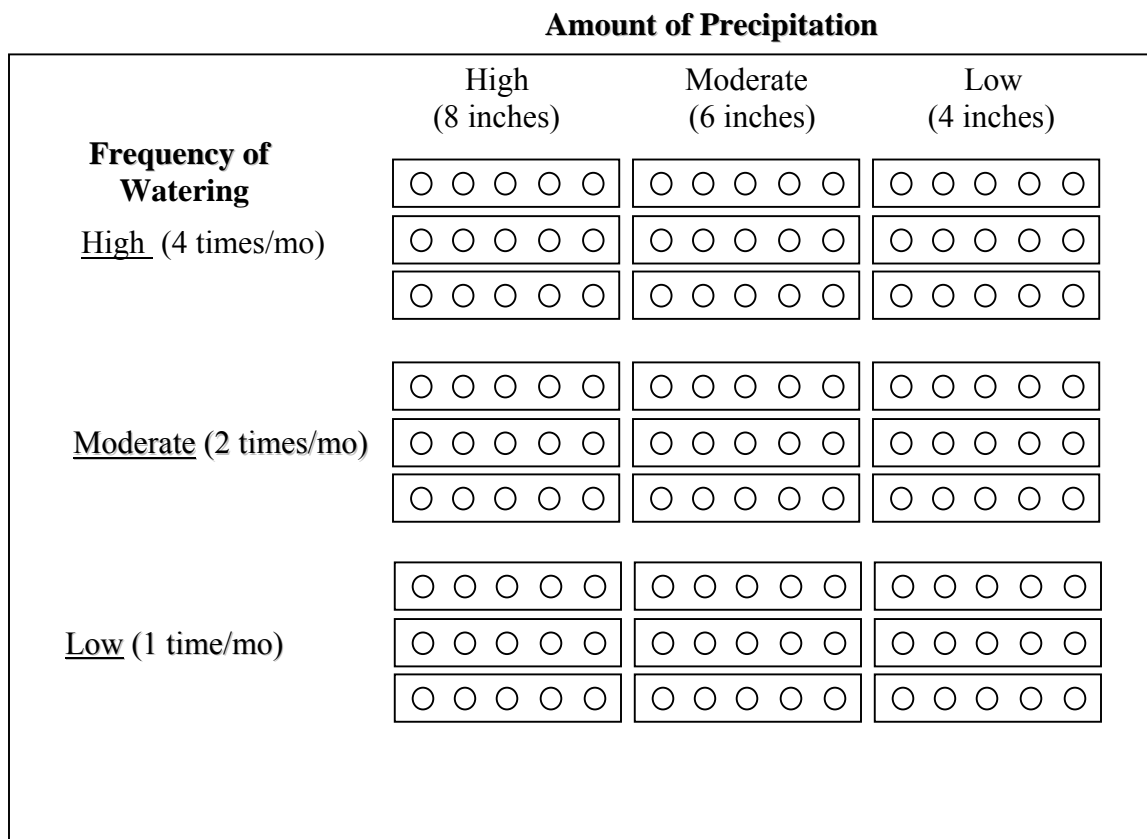 Amount of Precipitation
High Moderate Low
(8 inches) (6 inches) (4 inches)
Frequency of
Watering
High (4 times/mo)
Moderate (2 times/mo)
Low (1 time/mo)